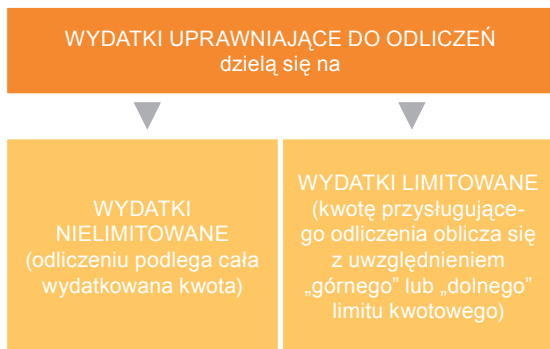 WYDATKI UPRAWNIAJĄCE DO ODLICZEŃ
dzielą się na
WYDATKI
NIELIMITOWANE
(odliczeniu podlega cała
wydatkowana kwota)
WYDATKI LIMITOWANE
(kwotę przysługujące-
go odliczenia oblicza się
z uwzględnieniem
„górnego” lub „dolnego”
limitu kwotowego)